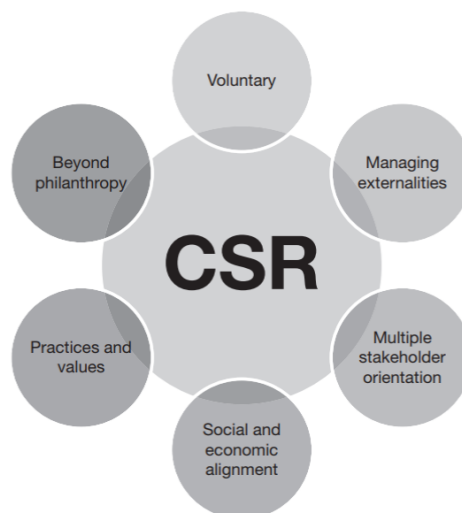 Voluntary
Managing
externalities
Multiple
stakeholder
orientation
Social and
economic
alignment
Practices and
values
Beyond
philanthropy
CSR